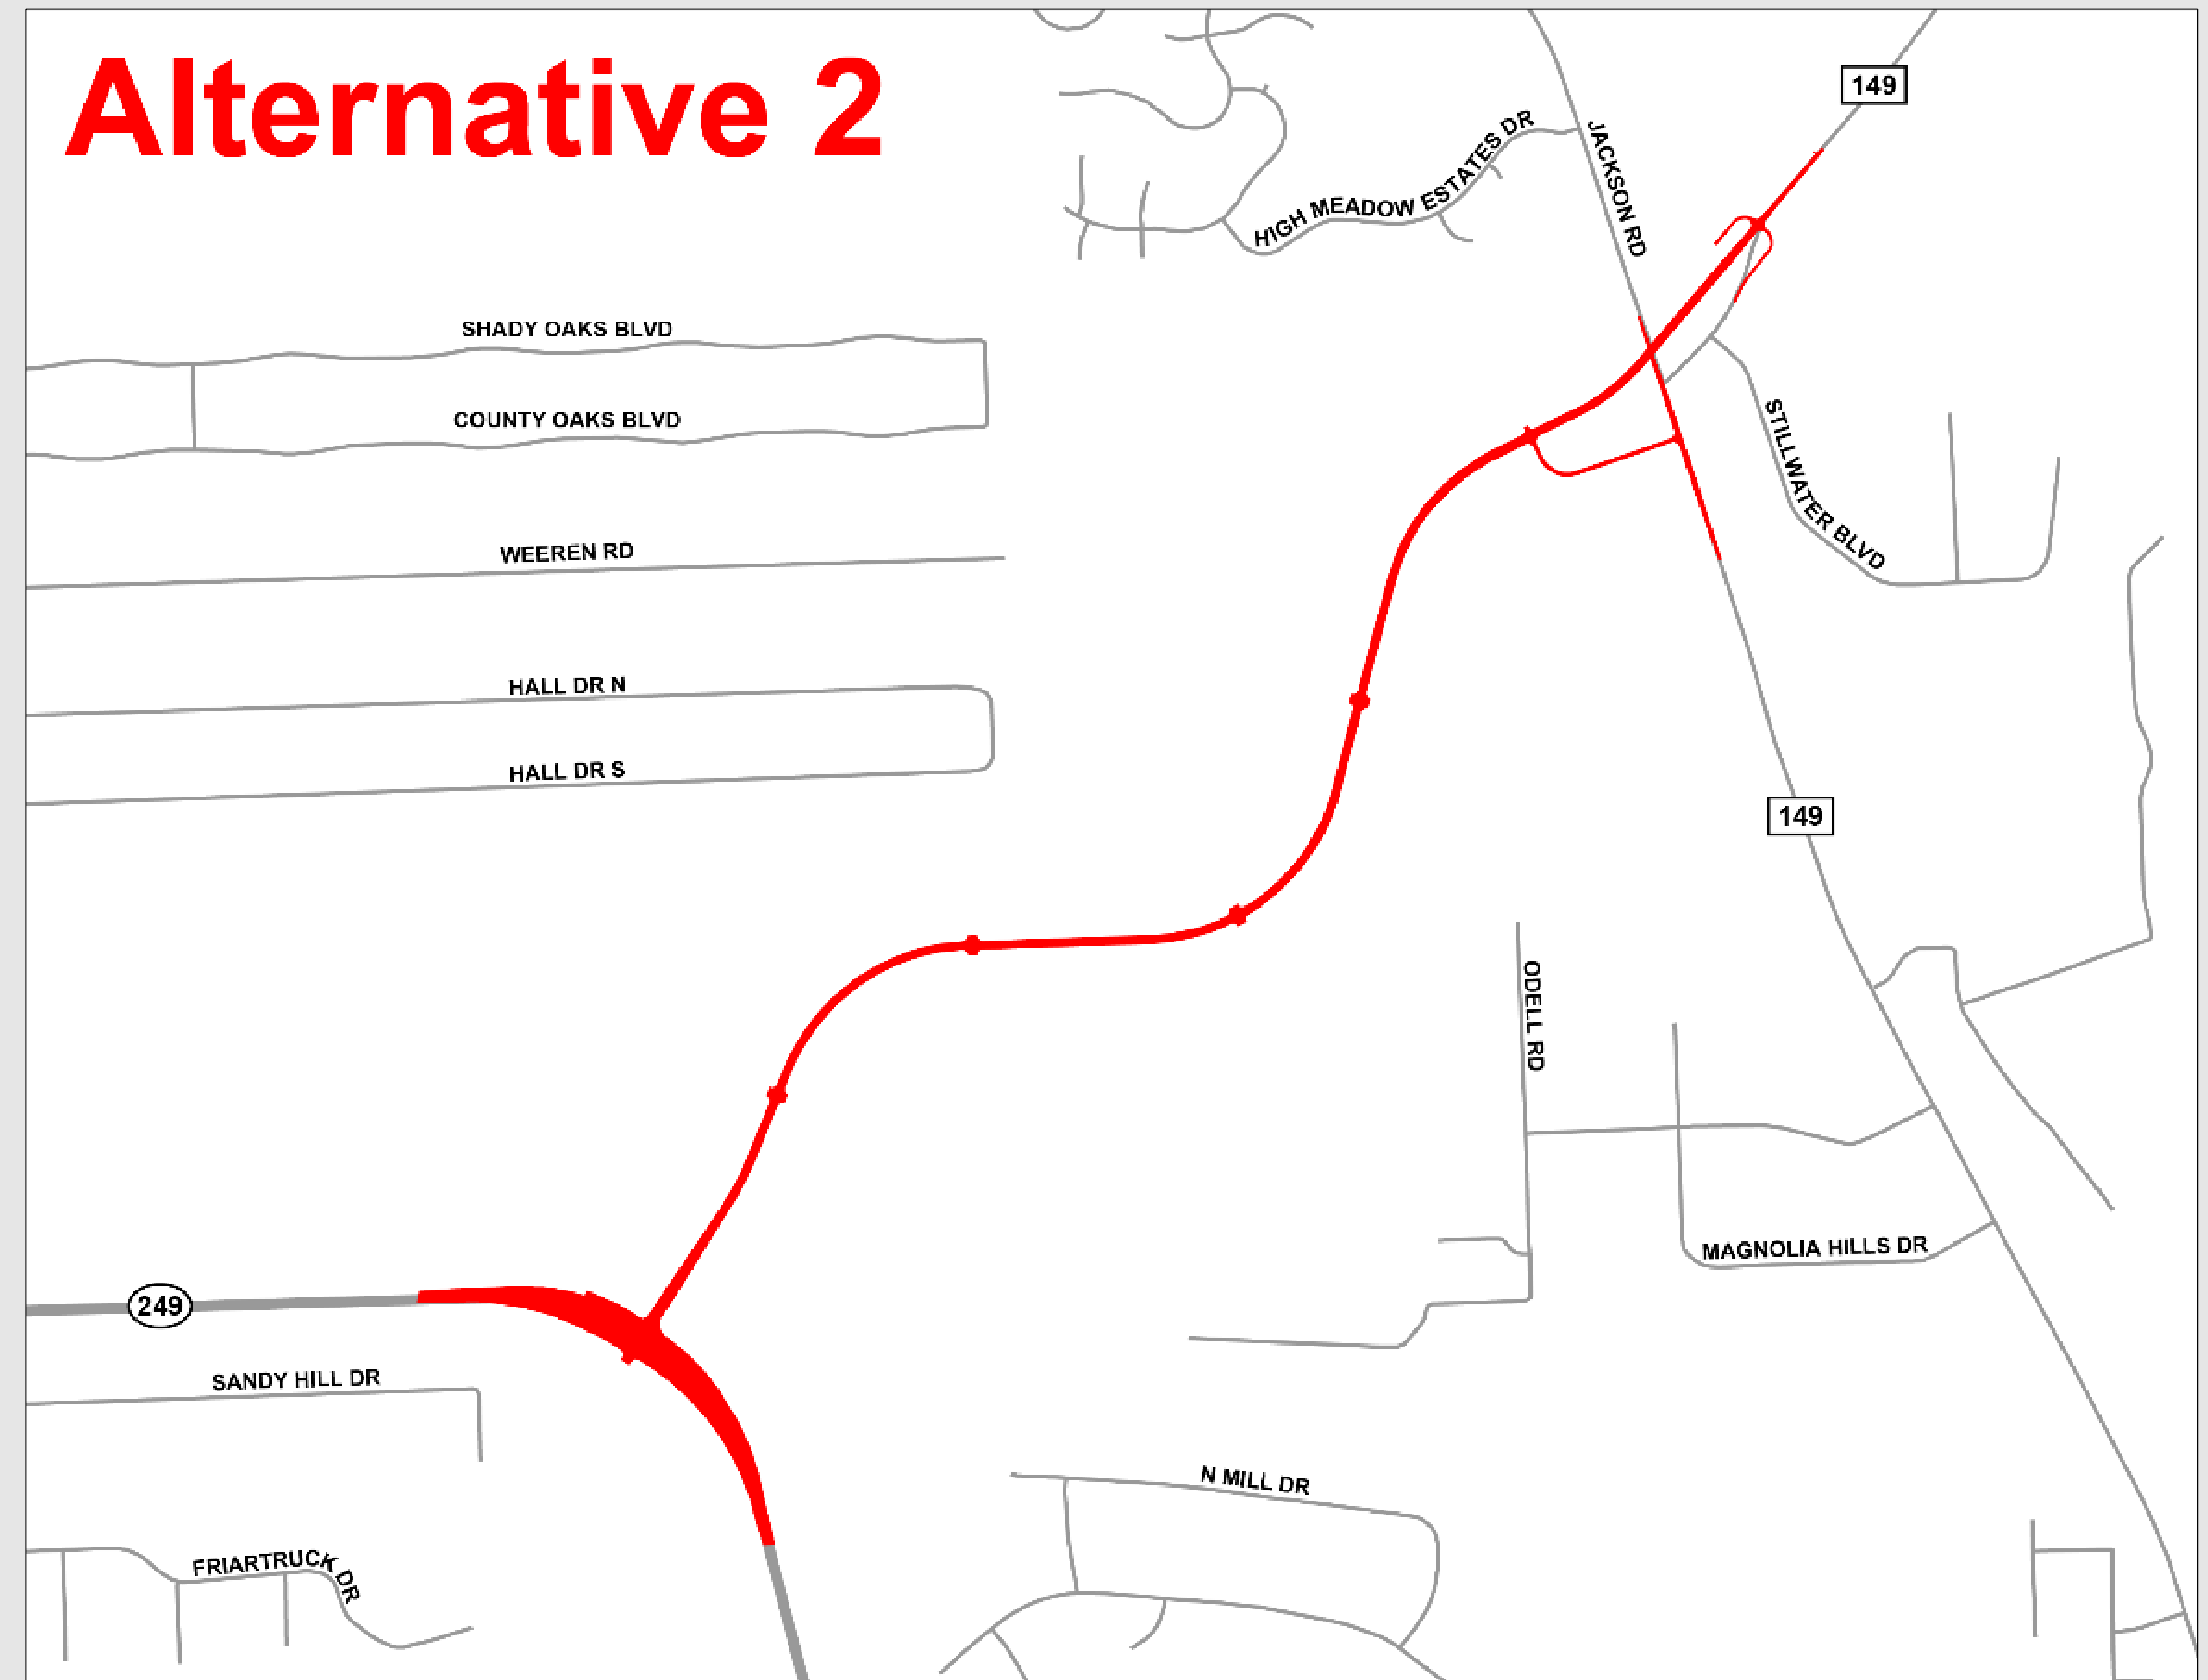 Alternative 2
149
HIGH MEADOW ESTATES DR
JACKSON RD
SHADY OAKS BLVD
COUNTY OAKS BLVD
STILLWATER BLVD
WEEREN RD
HALL DR N
HALL DR S
149
ODELL RD
MAGNOLIA HILLS DR
249
SANDY HILL DR
N MILL DR
FRIARTRUCK DR